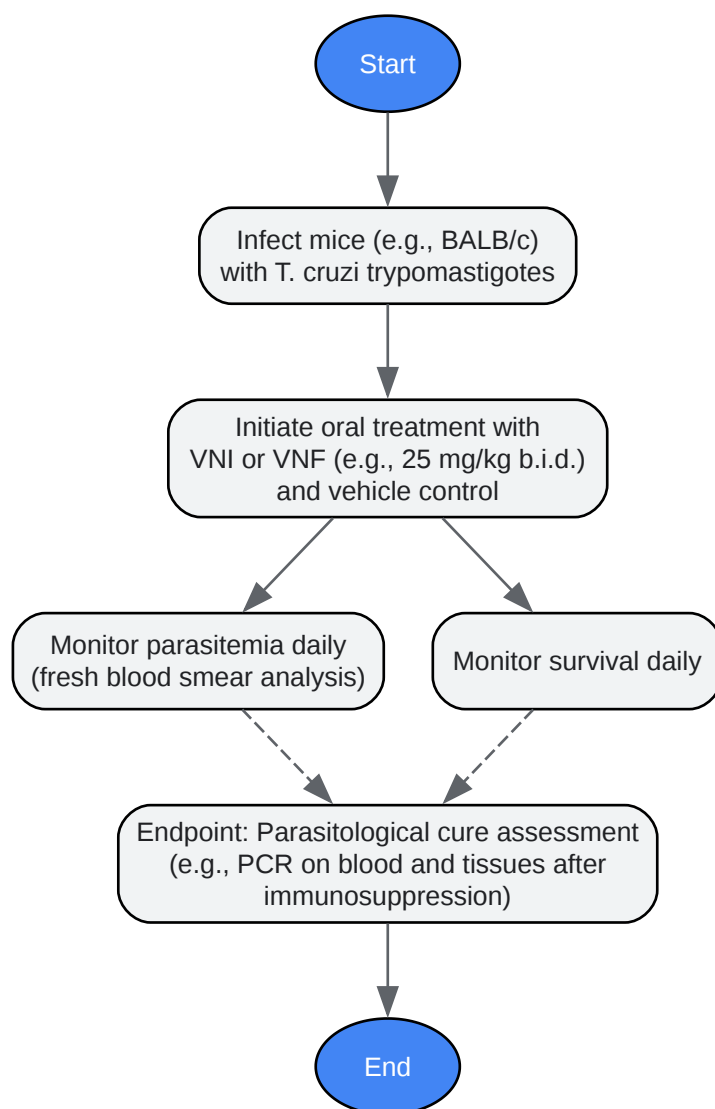 Start
Infect mice (e.g., BALB/c)
with T. cruzi trypomastigotes
Initiate oral treatment with
VNI or VNF (e.g., 25 mg/kg b.i.d.)
and vehicle control
Monitor parasitemia daily
(fresh blood smear analysis)
Monitor survival daily
Endpoint: Parasitological cure assessment
(e.g., PCR on blood and tissues after
immunosuppression)
End